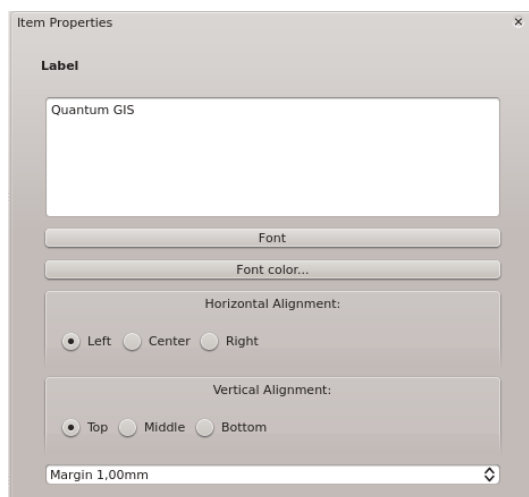 Item Properties
Label
Quantum GIS
Font
Font color...
Horizontal Alignment:
Left Center Right
Vertical Alignment:
Top Middle Bottom
Margin 1,00mm